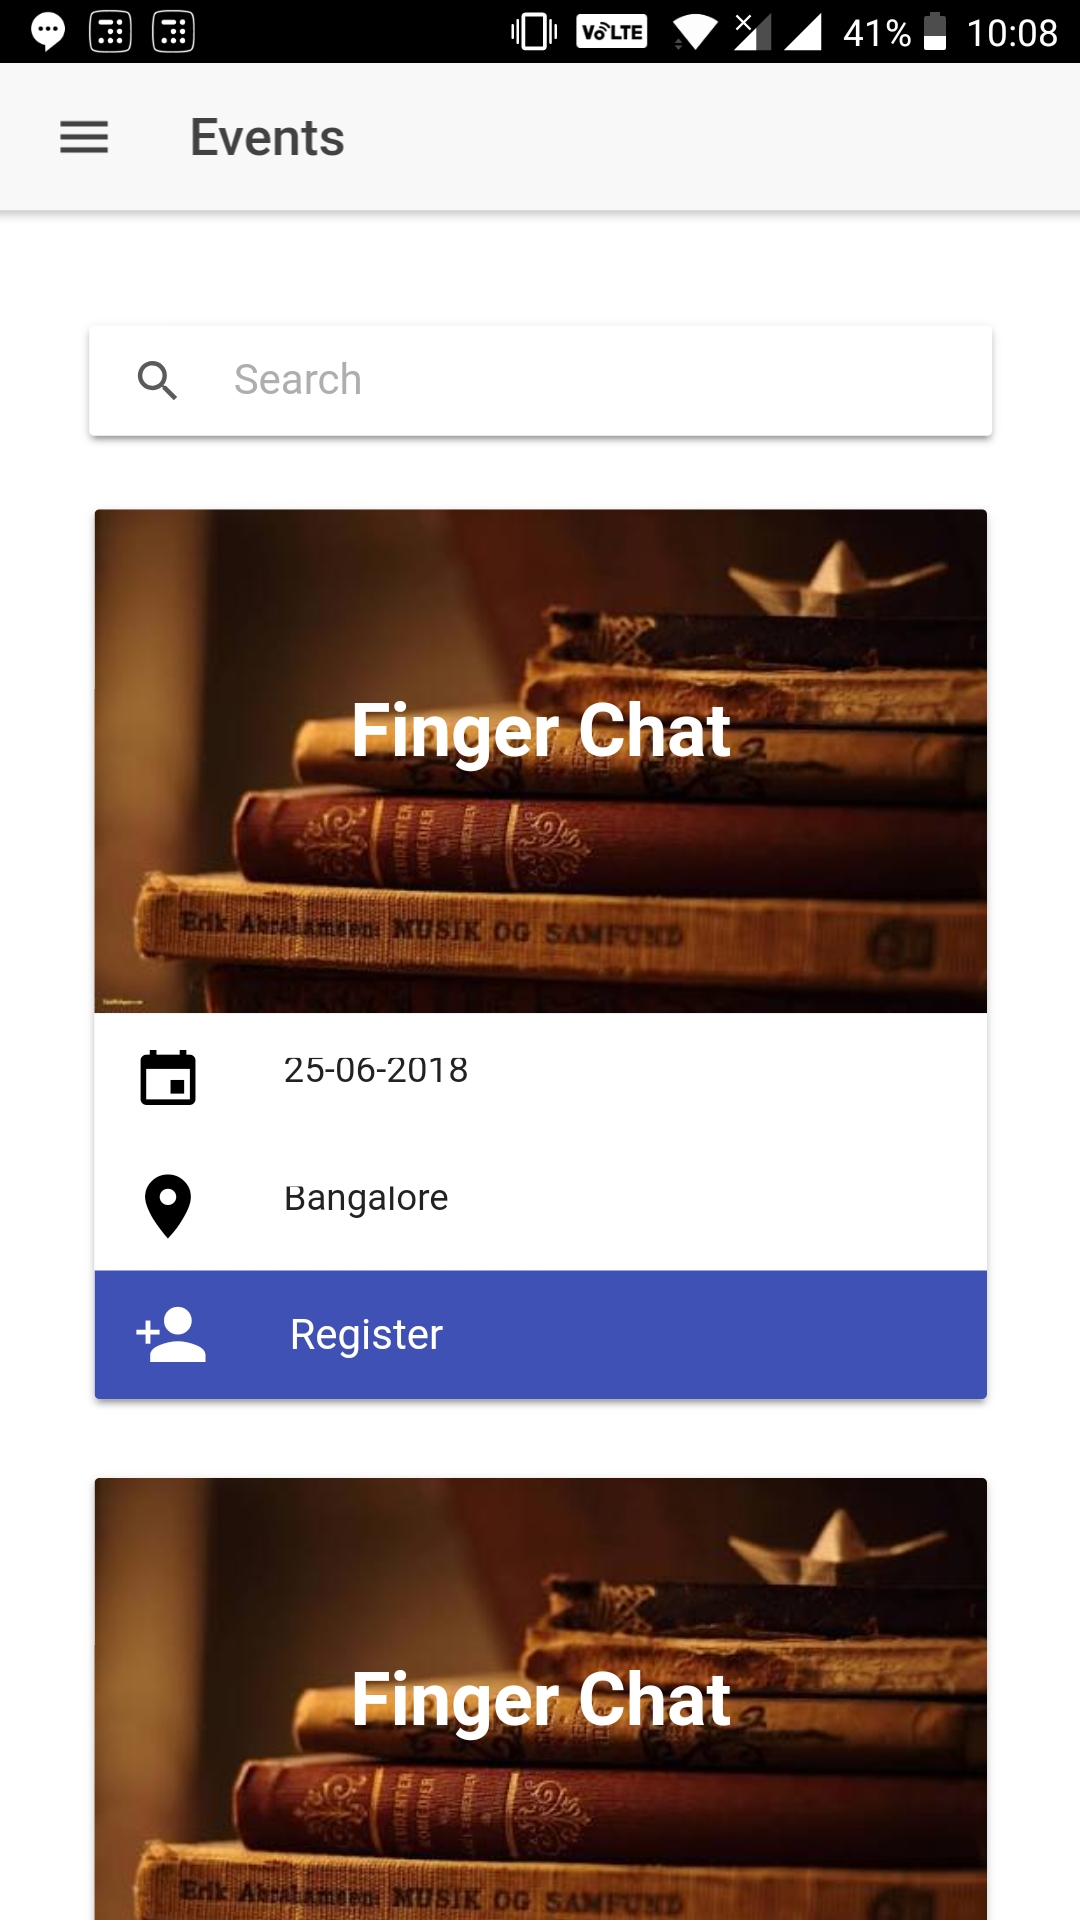 VoLTE 41% 10:08
Events
Search
Finger Chat
Erik Abrahamsen: MUSIK OG SAMFUND
25-06-2018
Bangalore
Register
Finger Chat
Erik Abrahamsen: MUSIK OG SAMFUND